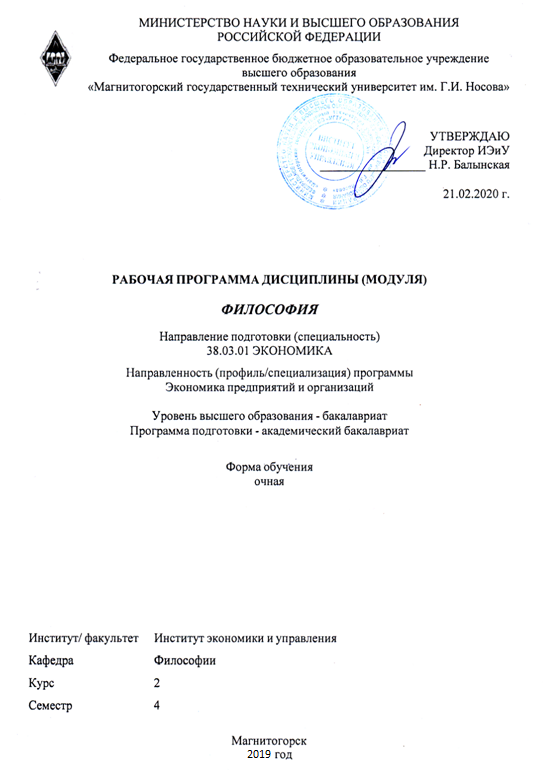 МИНИСТЕРСТВО НАУКИ И ВЫСШЕГО ОБРАЗОВАНИЯ
РОССИЙСКОЙ ФЕДЕРАЦИИ
Федеральное государственное бюджетное образовательное учреждение
высшего образования
«Магнитогорский государственный технический университет им. Г.И. Носова»
УТВЕРЖДАЮ
Директор ИЭиУ
Н.Р. Балынская
21.02.2020 г.
РАБОЧАЯ ПРОГРАММА ДИСЦИПЛИНЫ (МОДУЛЯ)
ФИЛОСОФИЯ
Направление подготовки (специальность)
38.03.01 ЭКОНОМИКА
Направленность (профиль/специализация) программы
Экономика предприятий и организаций
Уровень высшего образования - бакалавриат
Программа подготовки - академический бакалавриат
Форма обучения
очная
Институт/ факультет Институт экономики и управления
Кафедра Философии
Курс 2
Семестр 4
Магнитогорск
2019 год